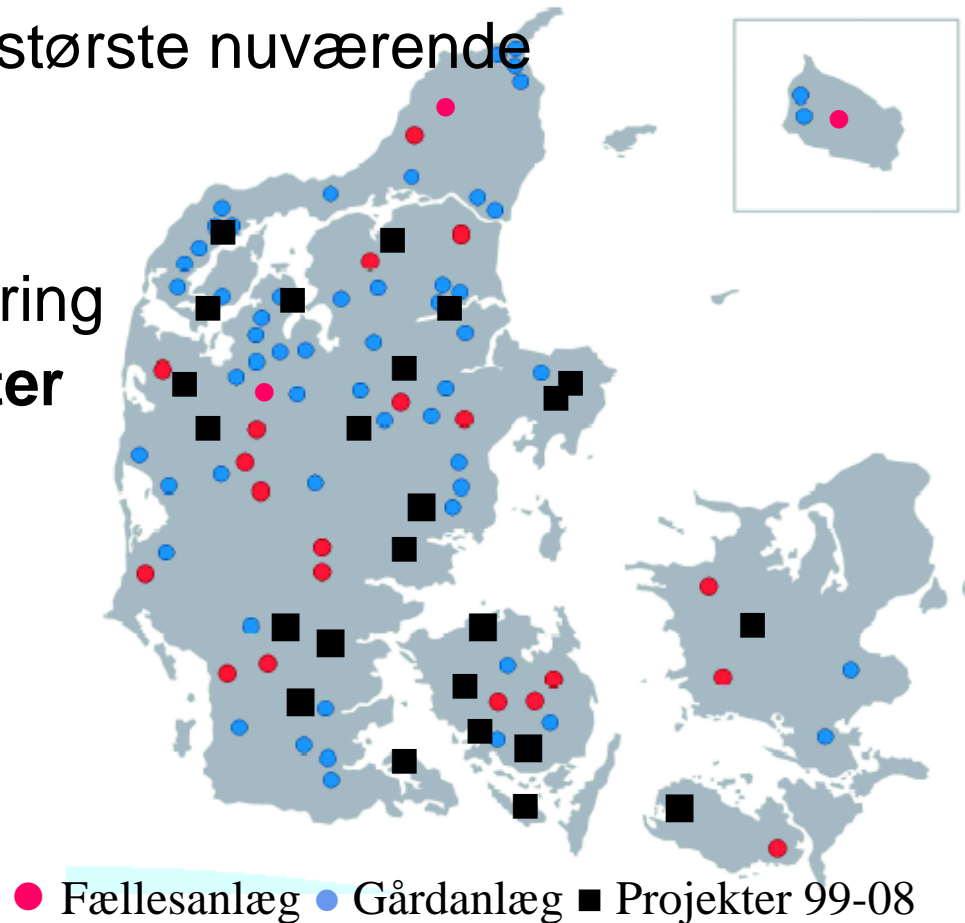 største nuværende
ring
ter
● Fællesanlæg ● Gårdanlæg ■ Projekter 99-08